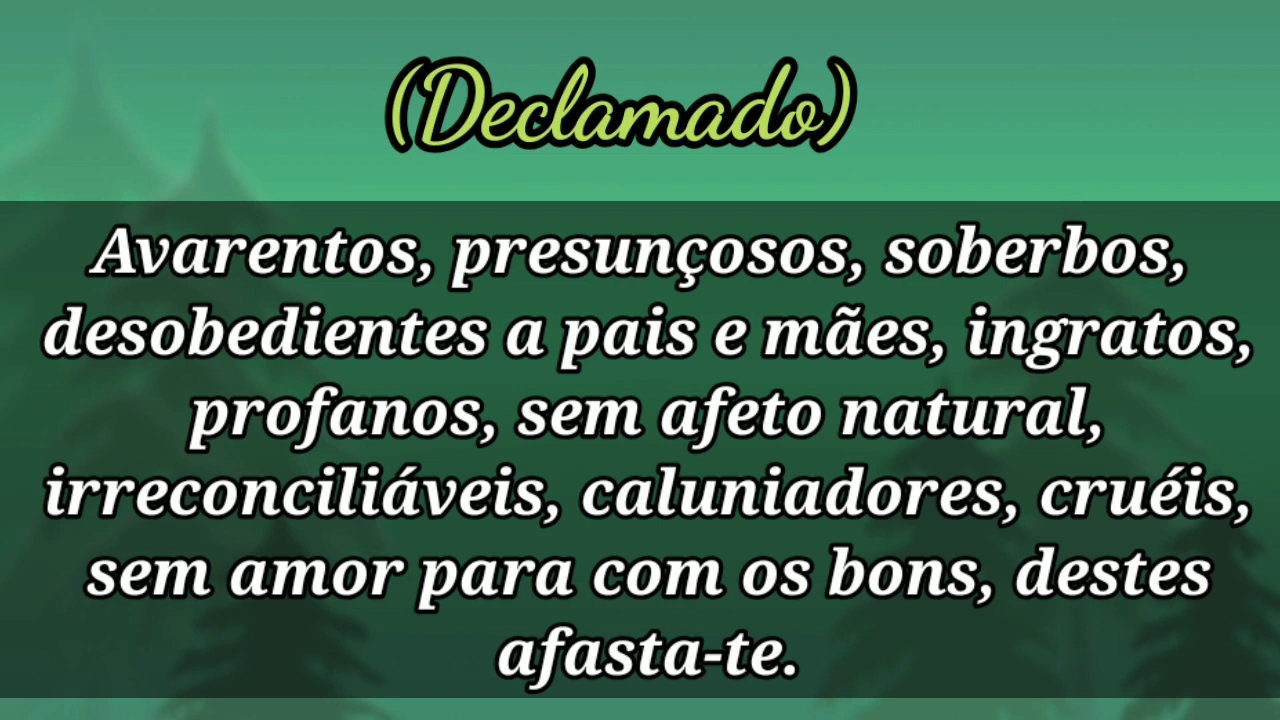 (Declamado)
Avarentos, presunçosos, soberbos,
desobedientes a pais e mães, ingratos,
profanos, sem afeto natural,
irreconciliáveis, caluniadores, cruéis,
sem amor para com os bons, destes
afasta-te.